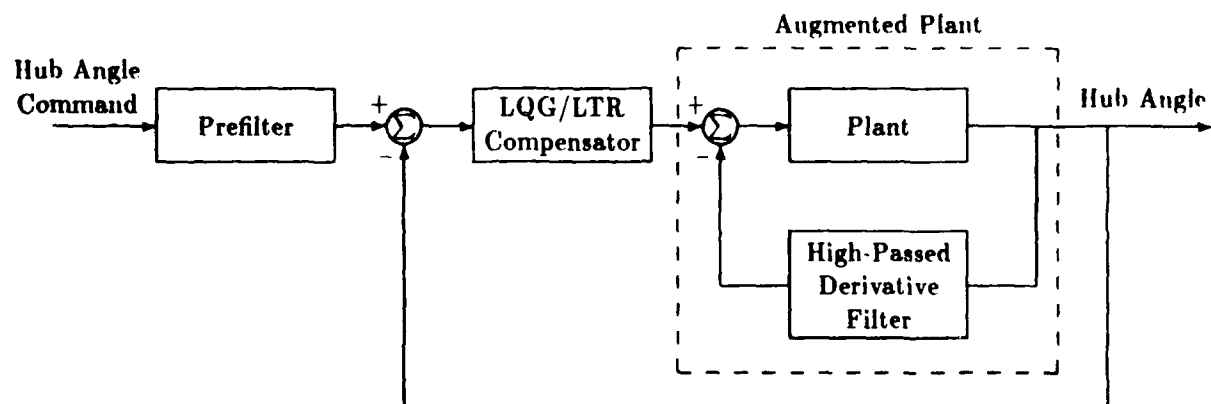 Augmented Plant
Hub Angle
Command
Prefilter
+
Σ
−
LQG/LTR
Compensator
+
Σ
−
Plant
Hub Angle
High-Passed
Derivative
Filter